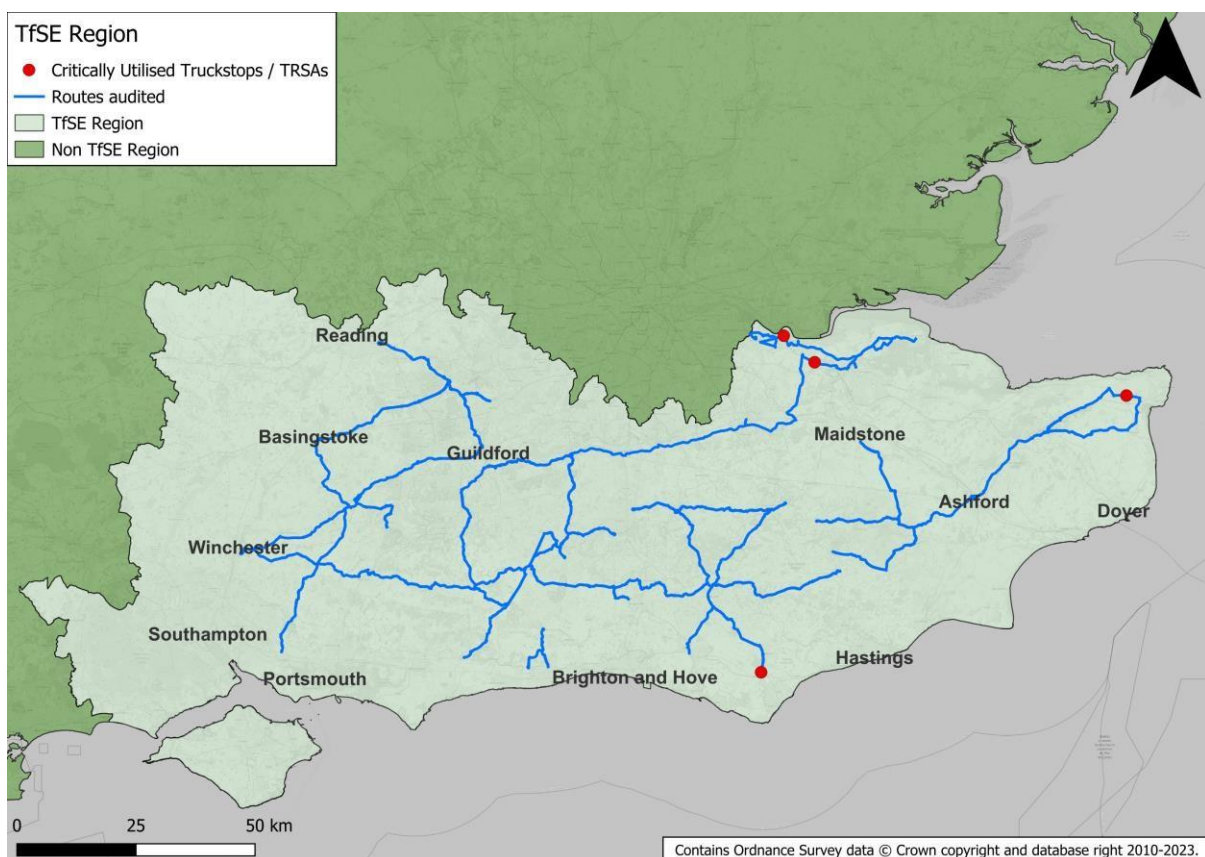 TfSE Region
Critically Utilised Truckstops / TRSAs
Routes audited
TfSE Region
Non TfSE Region
Reading
Basingstoke
Guildford
Maidstone
Ashford
Dover
Winchester
Southampton
Portsmouth
Brighton and Hove
Hastings
0 25 50 km
Contains Ordnance Survey data © Crown copyright and database right 2010-2023.